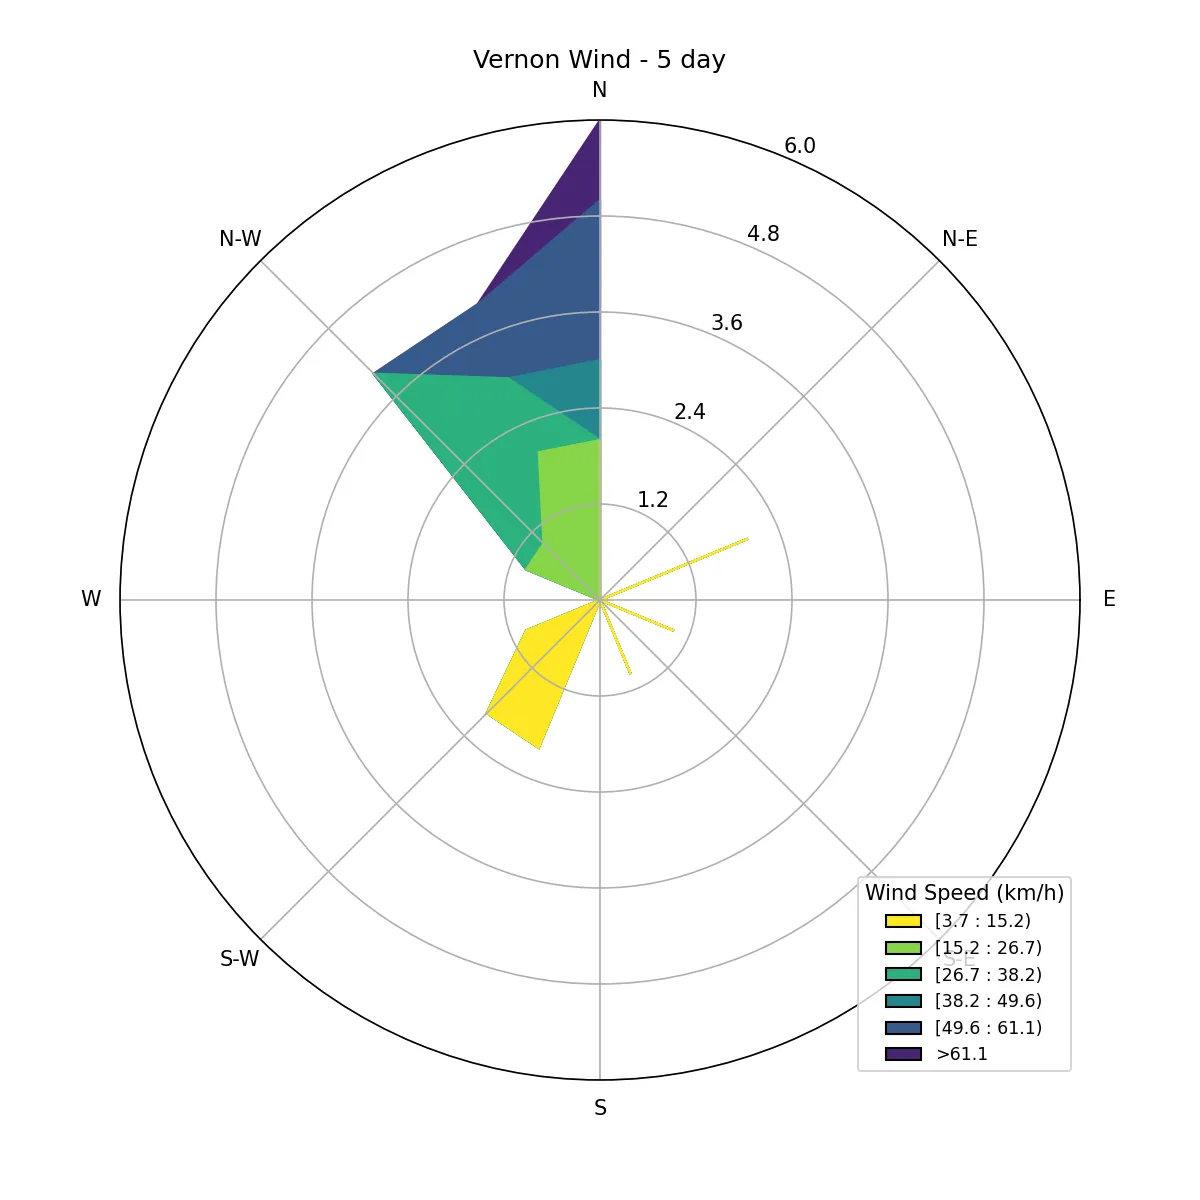 Vernon Wind - 5 day
N
6.0
N-W
N-E
4.8
3.6
2.4
1.2
W
E
Wind Speed (km/h)
[3.7 : 15.2)
[15.2 : 26.7)
S-W
S-E
[26.7 : 38.2)
[38.2 : 49.6)
[49.6 : 61.1)
>61.1
S